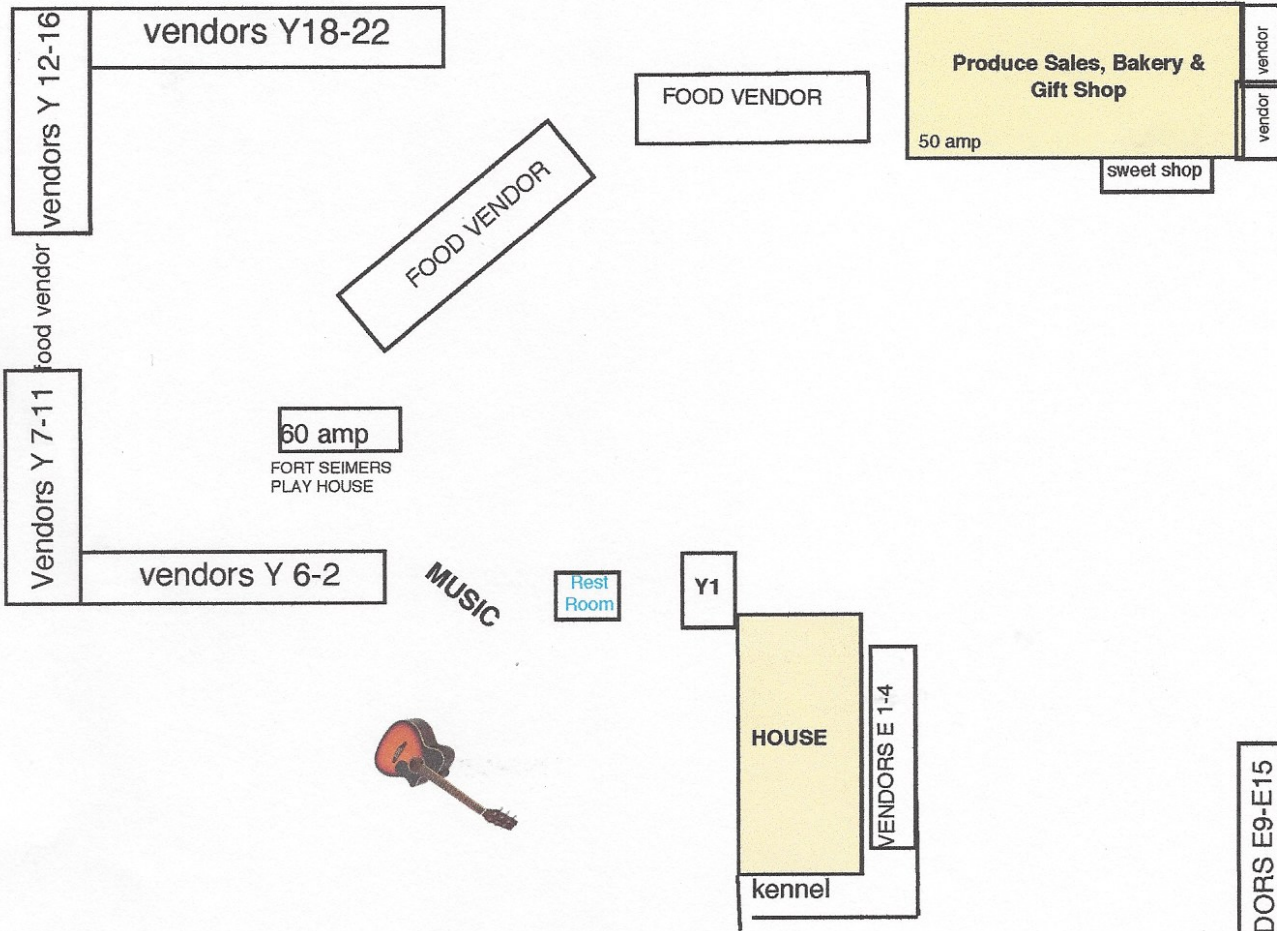 vendors Y18-22
vendors Y 12-16
FOOD VENDOR
Produce Sales, Bakery &
Gift Shop
50 amp
vendor
vendor
sweet shop
FOOD VENDOR
food vendor
Vendors Y 7-11
60 amp
FORT SEIMERS
PLAY HOUSE
vendors Y 6-2
MUSIC
Rest
Room
Y1
HOUSE
VENDORS E 1-4
kennel
DORS E9-E15